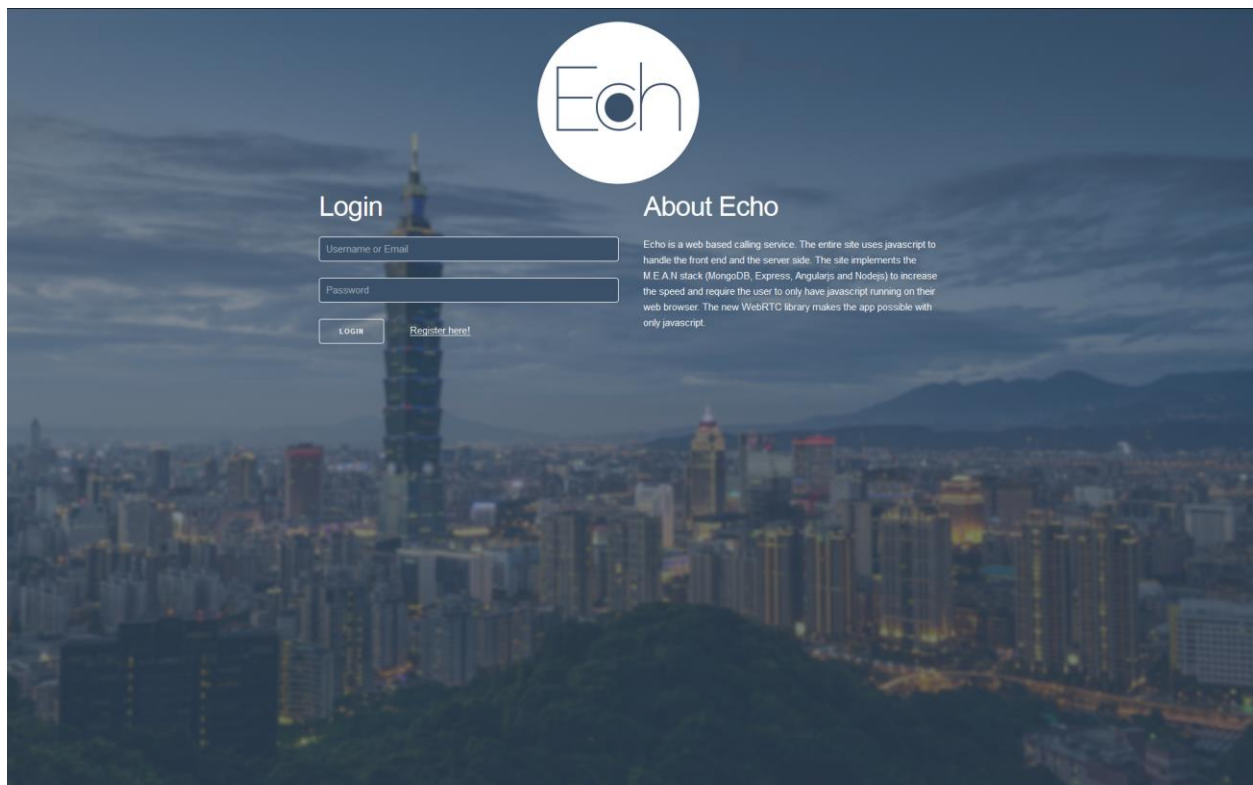 Ech
Login
Username or Email
Password
LOGIN
Register here!
About Echo
Echo is a web based calling service. The entire site uses javascript to
handle the front end and the server side. The site implements the
M.E.A.N stack (MongoDB, Express, Angularjs and Nodejs) to increase
the speed and require the user to only have javascript running on their
web browser. The new WebRTC library makes the app possible with
only javascript.